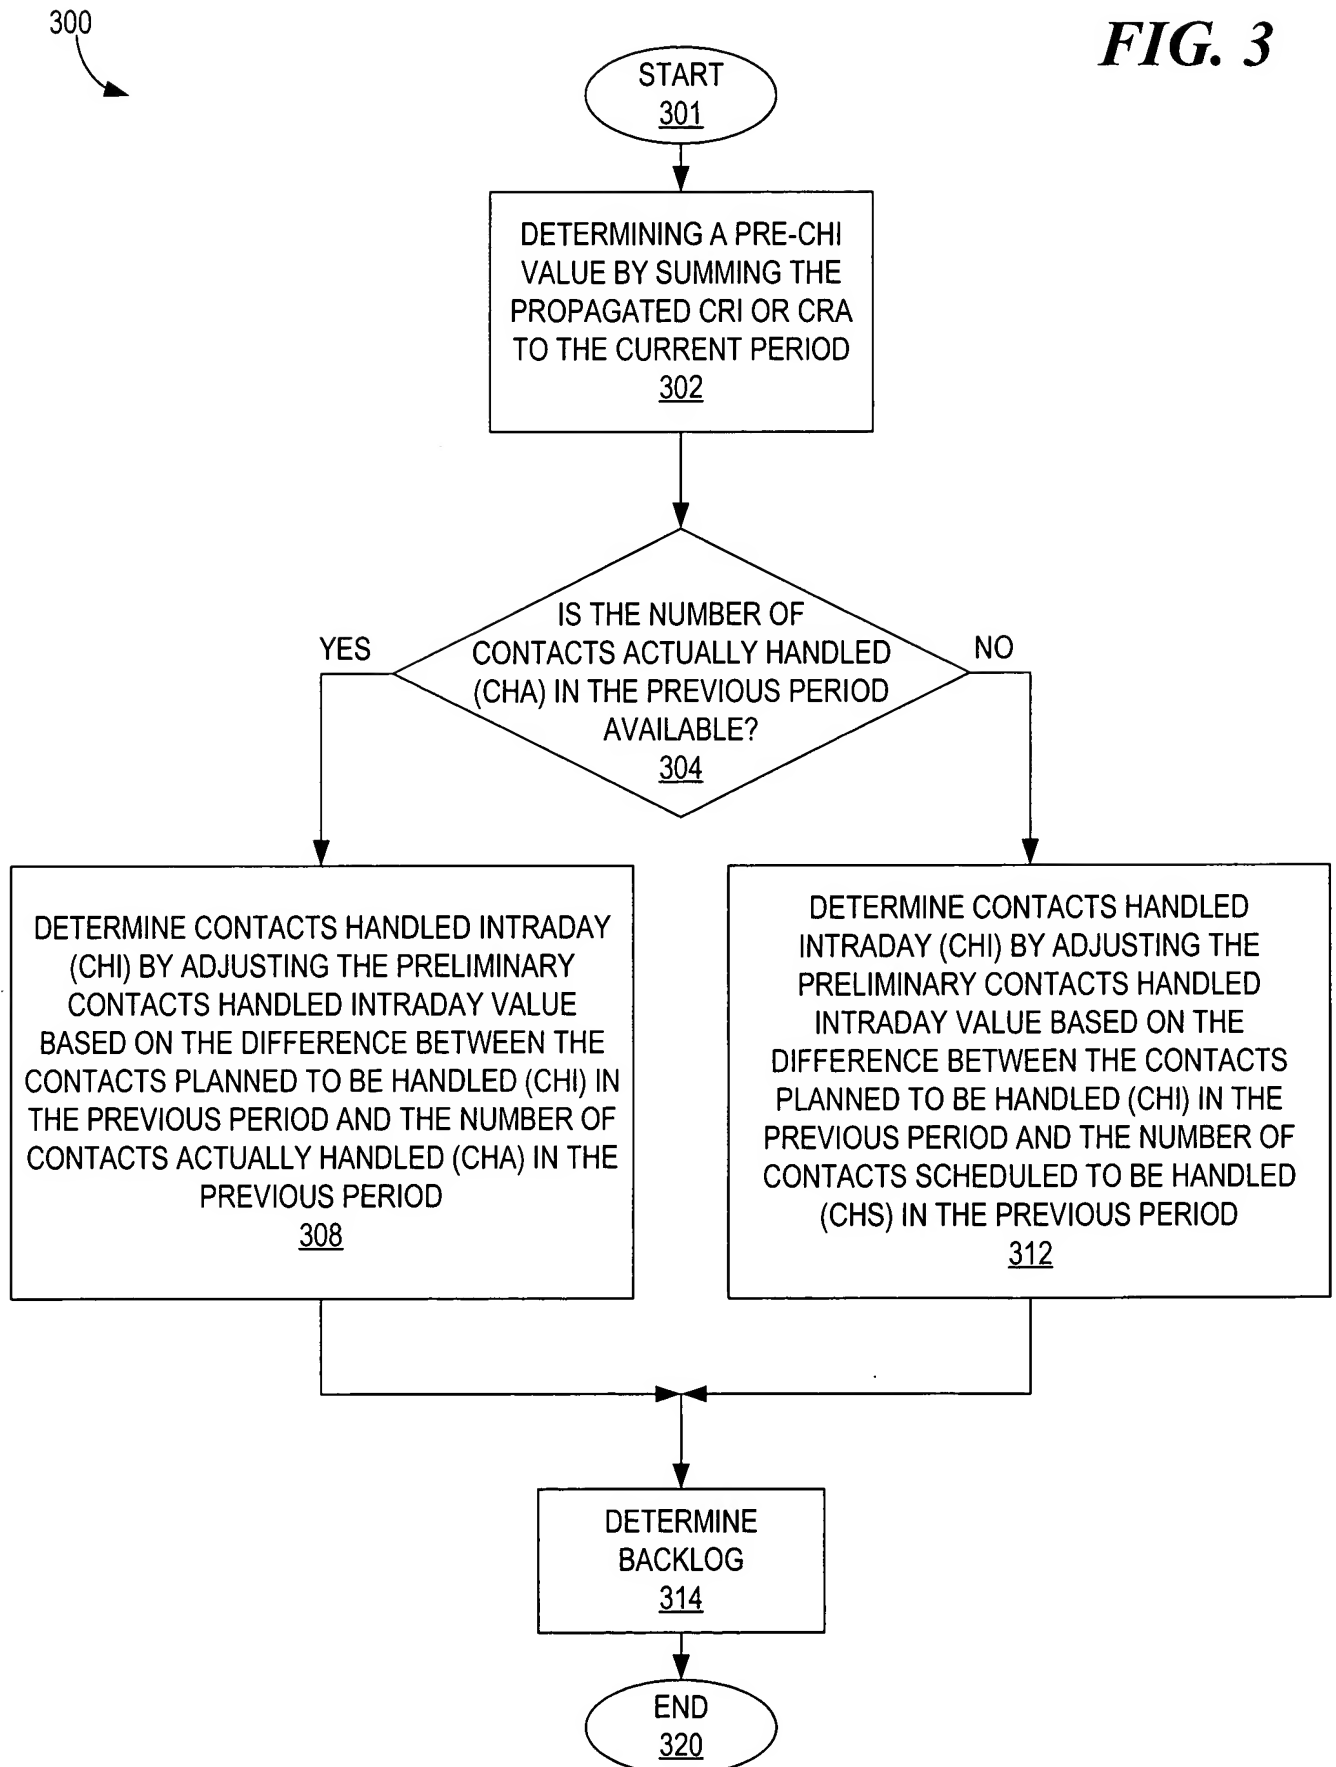 300
FIG. 3
START
301
DETERMINING A PRE-CHI
VALUE BY SUMMING THE
PROPAGATED CRI OR CRA
TO THE CURRENT PERIOD
302
IS THE NUMBER OF
CONTACTS ACTUALLY HANDLED
(CHA) IN THE PREVIOUS PERIOD
AVAILABLE?
304
YES
NO
DETERMINE CONTACTS HANDLED INTRADAY
(CHI) BY ADJUSTING THE PRELIMINARY
CONTACTS HANDLED INTRADAY VALUE
BASED ON THE DIFFERENCE BETWEEN THE
CONTACTS PLANNED TO BE HANDLED (CHI) IN
THE PREVIOUS PERIOD AND THE NUMBER OF
CONTACTS ACTUALLY HANDLED (CHA) IN THE
PREVIOUS PERIOD
308
DETERMINE CONTACTS HANDLED
INTRADAY (CHI) BY ADJUSTING THE
PRELIMINARY CONTACTS HANDLED
INTRADAY VALUE BASED ON THE
DIFFERENCE BETWEEN THE CONTACTS
PLANNED TO BE HANDLED (CHI) IN THE
PREVIOUS PERIOD AND THE NUMBER OF
CONTACTS SCHEDULED TO BE HANDLED
(CHS) IN THE PREVIOUS PERIOD
312
DETERMINE
BACKLOG
314
END
320